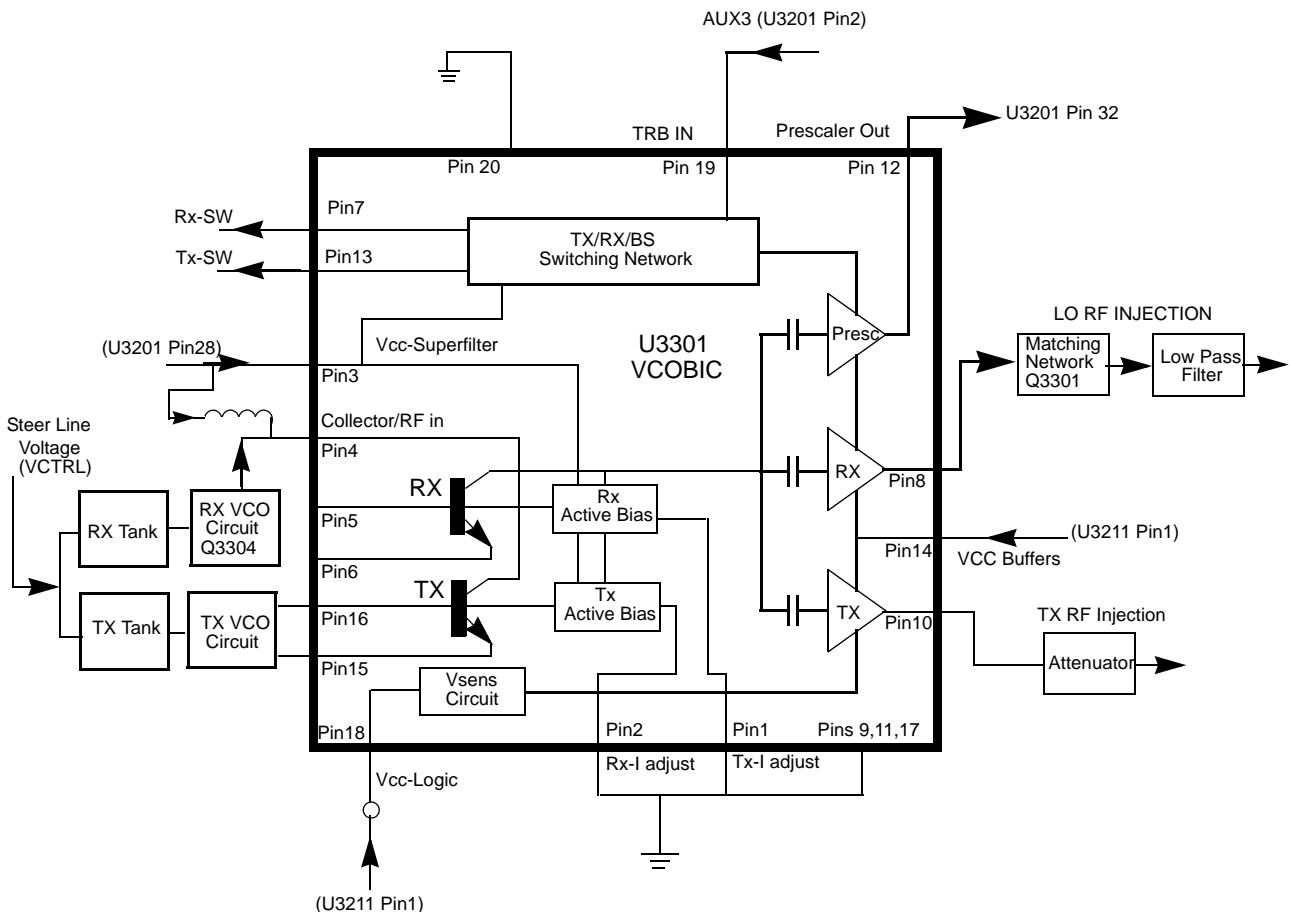 AUX3 (U3201 Pin2)
U3201 Pin 32
TRB IN
Prescaler Out
Pin 20
Pin 19
Pin 12
Rx-SW
Pin7
Tx-SW
Pin13
TX/RX/BS
Switching Network
Presc
U3301
VCOBIC
LO RF INJECTION
Matching
Network
Q3301
Low Pass
Filter
(U3201 Pin28)
Vcc-Superfilter
Pin3
Steer Line
Voltage
(VCTRL)
Collector/RF in
Pin4
RX
Rx
Active Bias
RX
Pin8
RX Tank
RX VCO
Circuit
Q3304
Pin5
Pin6
(U3211 Pin1)
Pin14
VCC Buffers
TX
Tx
Active Bias
TX
Pin10
TX RF Injection
Attenuator
TX Tank
TX VCO
Circuit
Pin16
Pin15
Vsens
Circuit
Pin18
Pin2
Pin1
Pins 9,11,17
Rx-I adjust
Tx-I adjust
Vcc-Logic
(U3211 Pin1)